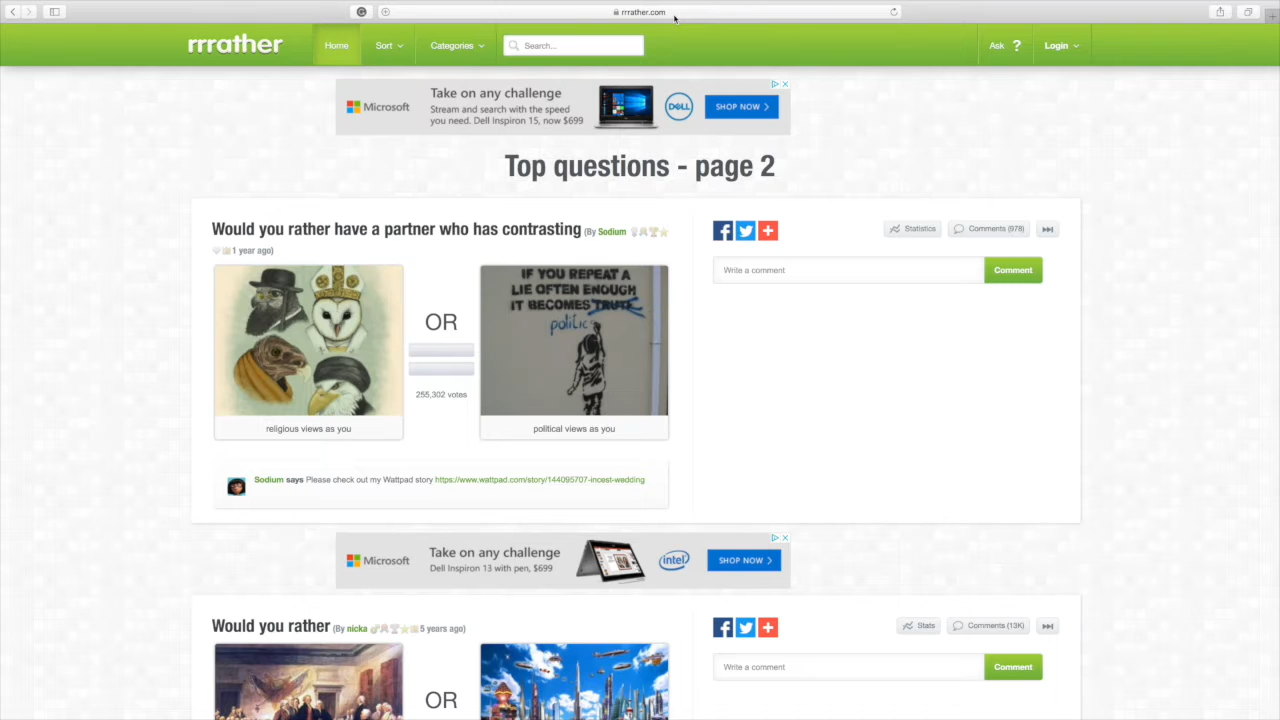 rrrather.com
rrrather
Home
Sort
Categories
Search...
Ask ?
Login
Microsoft
Take on any challenge
Stream and search with the speed
you need. Dell Inspiron 15, now $699
DELL
SHOP NOW
Top questions - page 2
Would you rather have a partner who has contrasting (By Sodium
1 year ago)
Statistics
Comments (978)
Write a comment
Comment
IF YOU REPEAT A
LIE OFTEN ENOUGH
IT BECOMES TRUTH
politics
OR
255,302 votes
religious views as you
political views as you
Sodium says Please check out my Wattpad story https://www.wattpad.com/story/144095707-incest-wedding
Microsoft
Take on any challenge
Dell Inspiron 13 with pen, $699
intel
SHOP NOW
Would you rather (By nicka 5 years ago)
Stats
Comments (13K)
Write a comment
Comment
OR